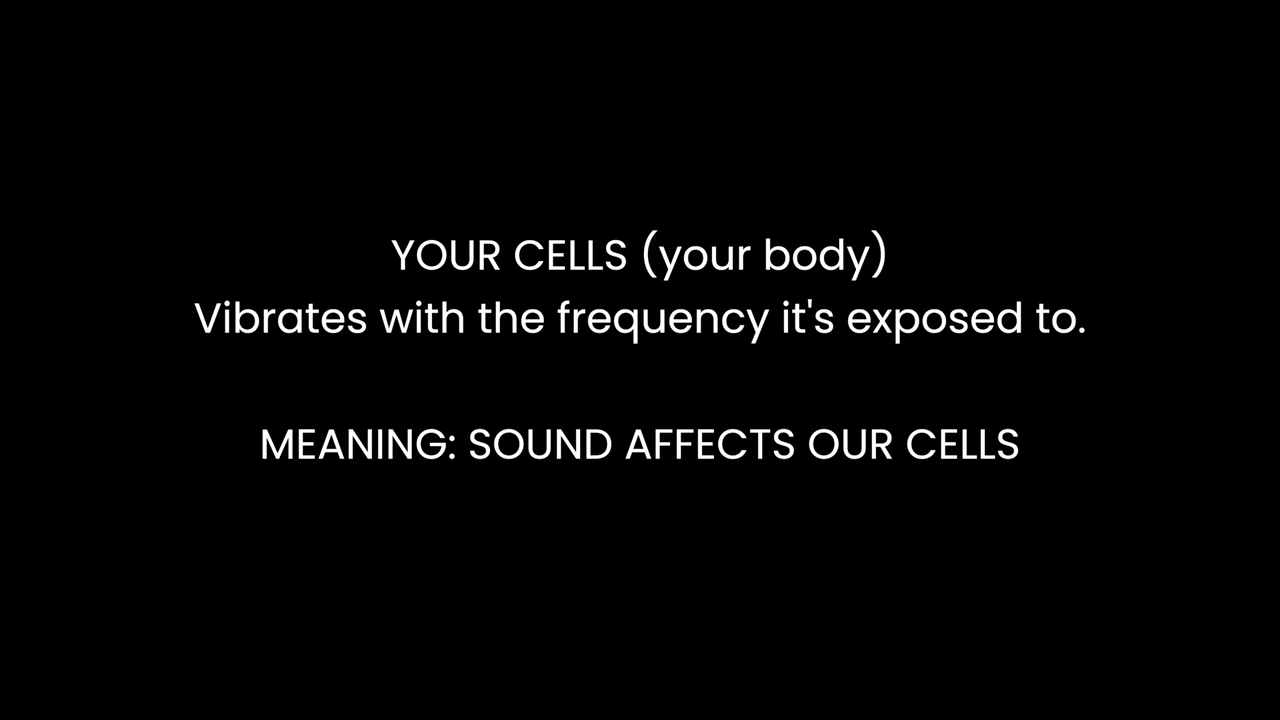 YOUR CELLS (your body)
Vibrates with the frequency it's exposed to.
MEANING: SOUND AFFECTS OUR CELLS